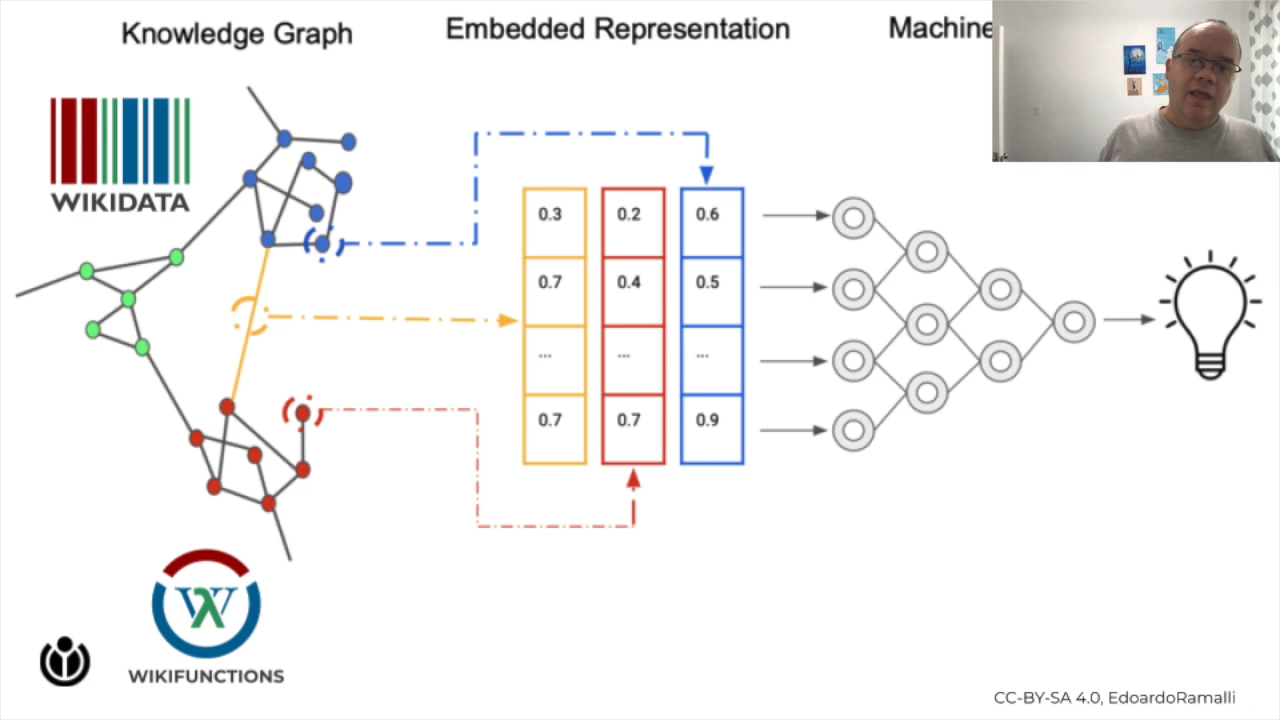 Knowledge Graph
Embedded Representation
Machine
WIKIDATA
0.3 0.2 0.6
0.7 0.4 0.5
... ... ...
0.7 0.7 0.9
W
λ
WIKIFUNCTIONS
CC-BY-SA 4.0, EdoardoRamalli